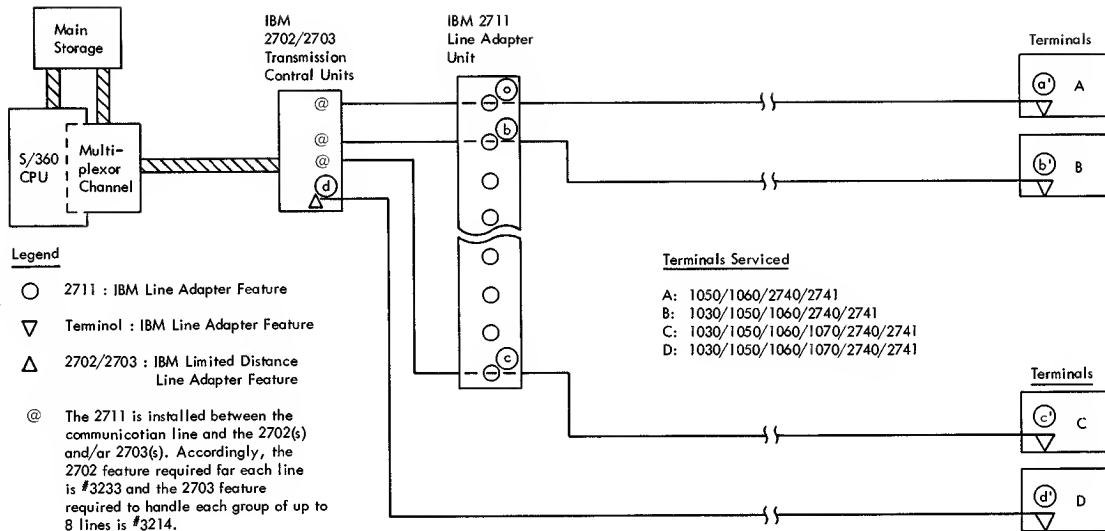 Main
Storage
S/360
CPU
Multi-
plexor
Channel
IBM
2702/2703
Transmission
Control Units
@
@
@
d
IBM 2711
Line Adapter
Unit
a
b
c
Terminals
a' A
b' B
Legend
2711 : IBM Line Adapter Feature
Terminol : IBM Line Adapter Feature
2702/2703 : IBM Limited Distance
Line Adapter Feature
@ The 2711 is installed between the
communicotian line and the 2702(s)
and/ar 2703(s). Accordingly, the
2702 feature required far each line
is #3233 and the 2703 feature
required to handle each group of up to
8 lines is #3214.
Terminals Serviced
A: 1050/1060/2740/2741
B: 1030/1050/1060/2740/2741
C: 1030/1050/1060/1070/2740/2741
D: 1030/1050/1060/1070/2740/2741
Terminals
c' C
d' D